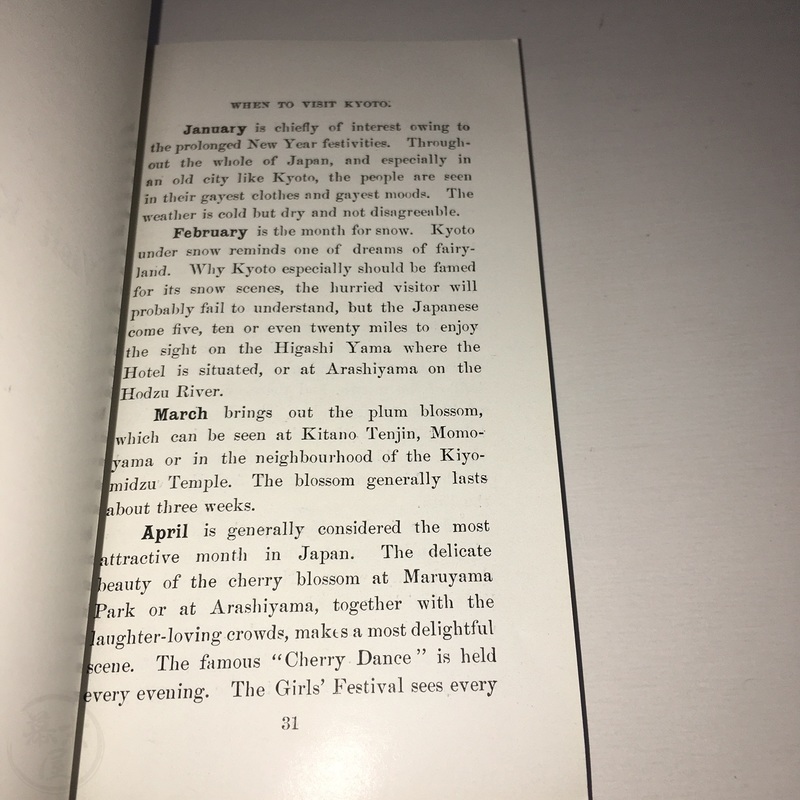 WHEN TO VISIT KYOTO.
January is chiefly of interest owing to
the prolonged New Year festivities. Through-
out the whole of Japan, and especially in
an old city like Kyoto, the people are seen
in their gayest clothes and gayest moods. The
weather is cold but dry and not disagreeable.
February is the month for snow. Kyoto
under snow reminds one of dreams of fairy-
land. Why Kyoto especially should be famed
for its snow scenes, the hurried visitor will
probably fail to understand, but the Japanese
come five, ten or even twenty miles to enjoy
the sight on the Higashi Yama where the
Hotel is situated, or at Arashiyama on the
Hodzu River.
March brings out the plum blossom,
which can be seen at Kitano Tenjin, Momo-
yama or in the neighbourhood of the Kiyo-
midzu Temple. The blossom generally lasts
about three weeks.
April is generally considered the most
attractive month in Japan. The delicate
beauty of the cherry blossom at Maruyama
Park or at Arashiyama, together with the
laughter-loving crowds, makes a most delightful
scene. The famous "Cherry Dance" is held
every evening. The Girls' Festival sees every
31